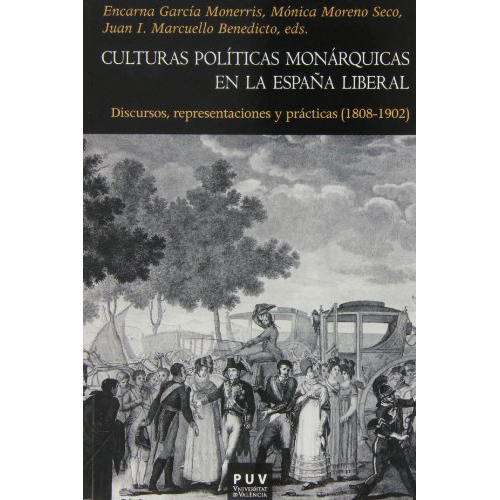 Encarna García Monerris, Mónica Moreno Seco,
Juan I. Marcuello Benedicto, eds.
CULTURAS POLÍTICAS MONÁRQUICAS
EN LA ESPAÑA LIBERAL
Discursos, representaciones y prácticas (1808-1902)
PUV
UNIVERSITAT
DE VALÈNCIA